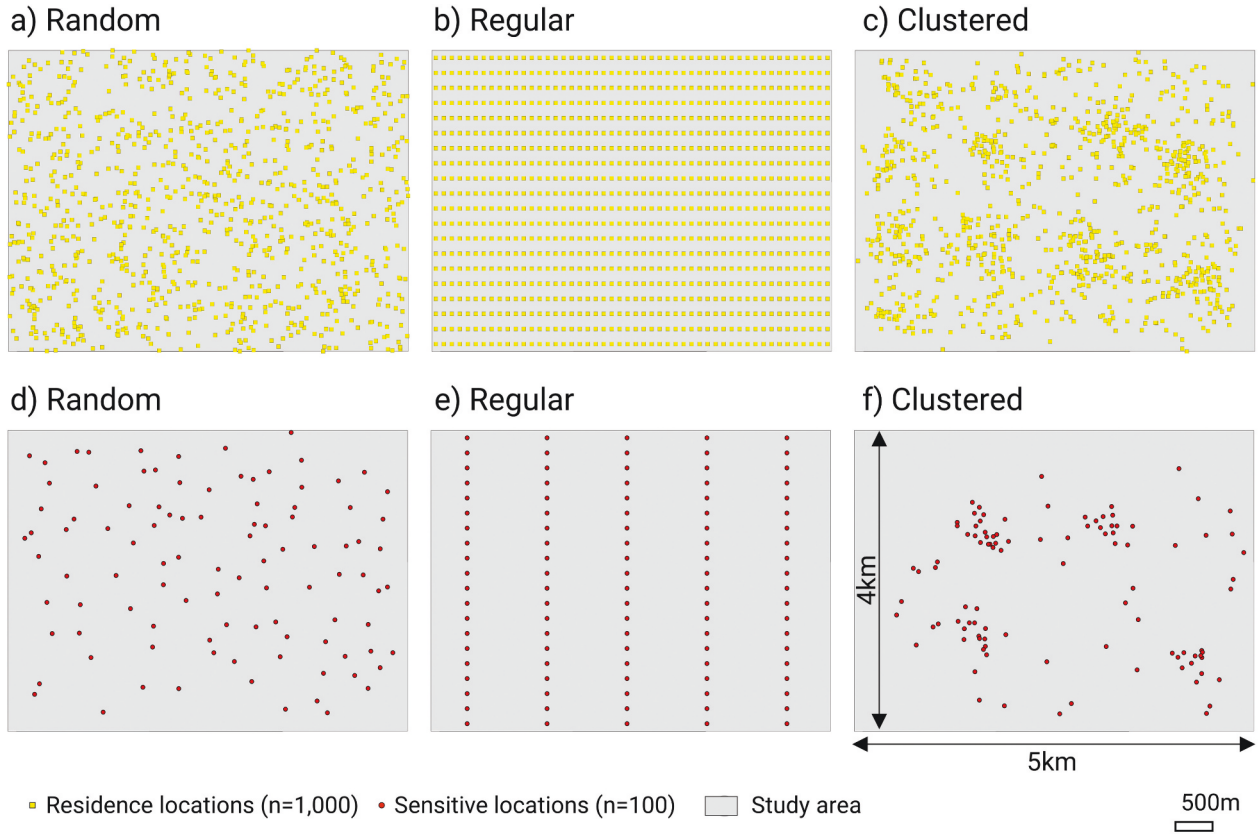 a) Random
b) Regular
c) Clustered
d) Random
e) Regular
f) Clustered
4km
5km
Residence locations (n=1,000)
Sensitive locations (n=100)
Study area
500m